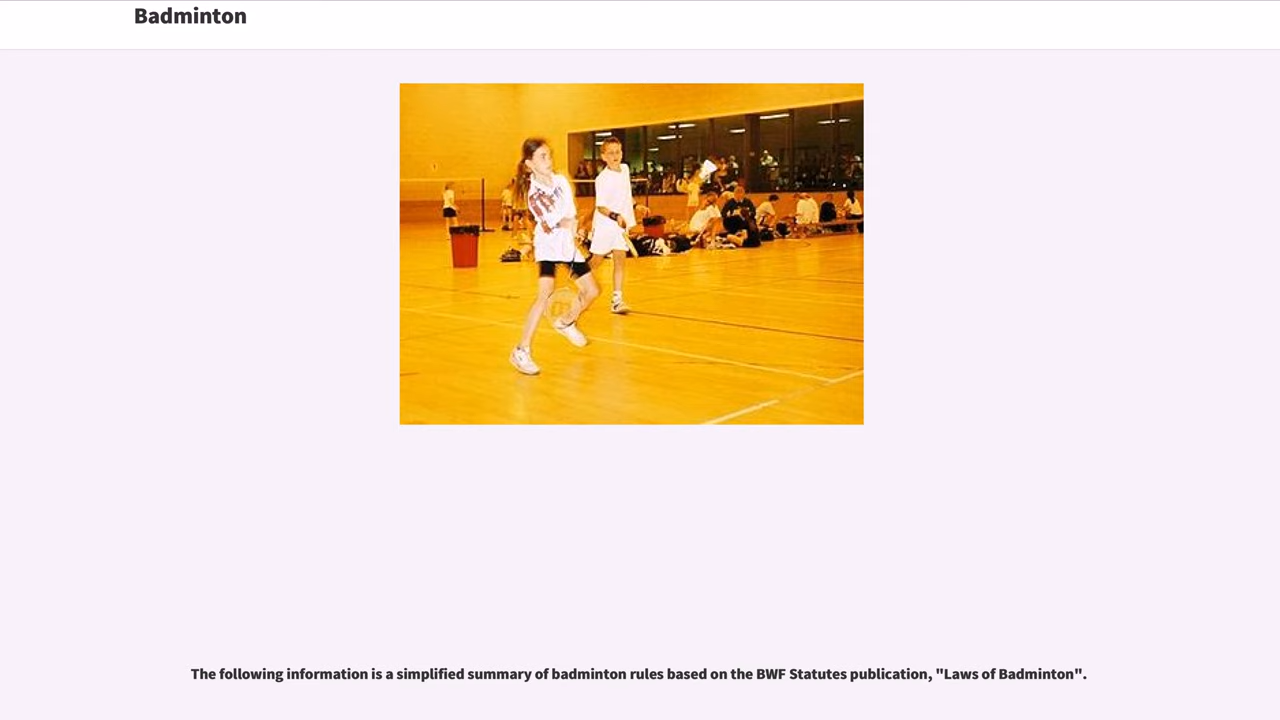 Badminton
The following information is a simplified summary of badminton rules based on the BWF Statutes publication, "Laws of Badminton".